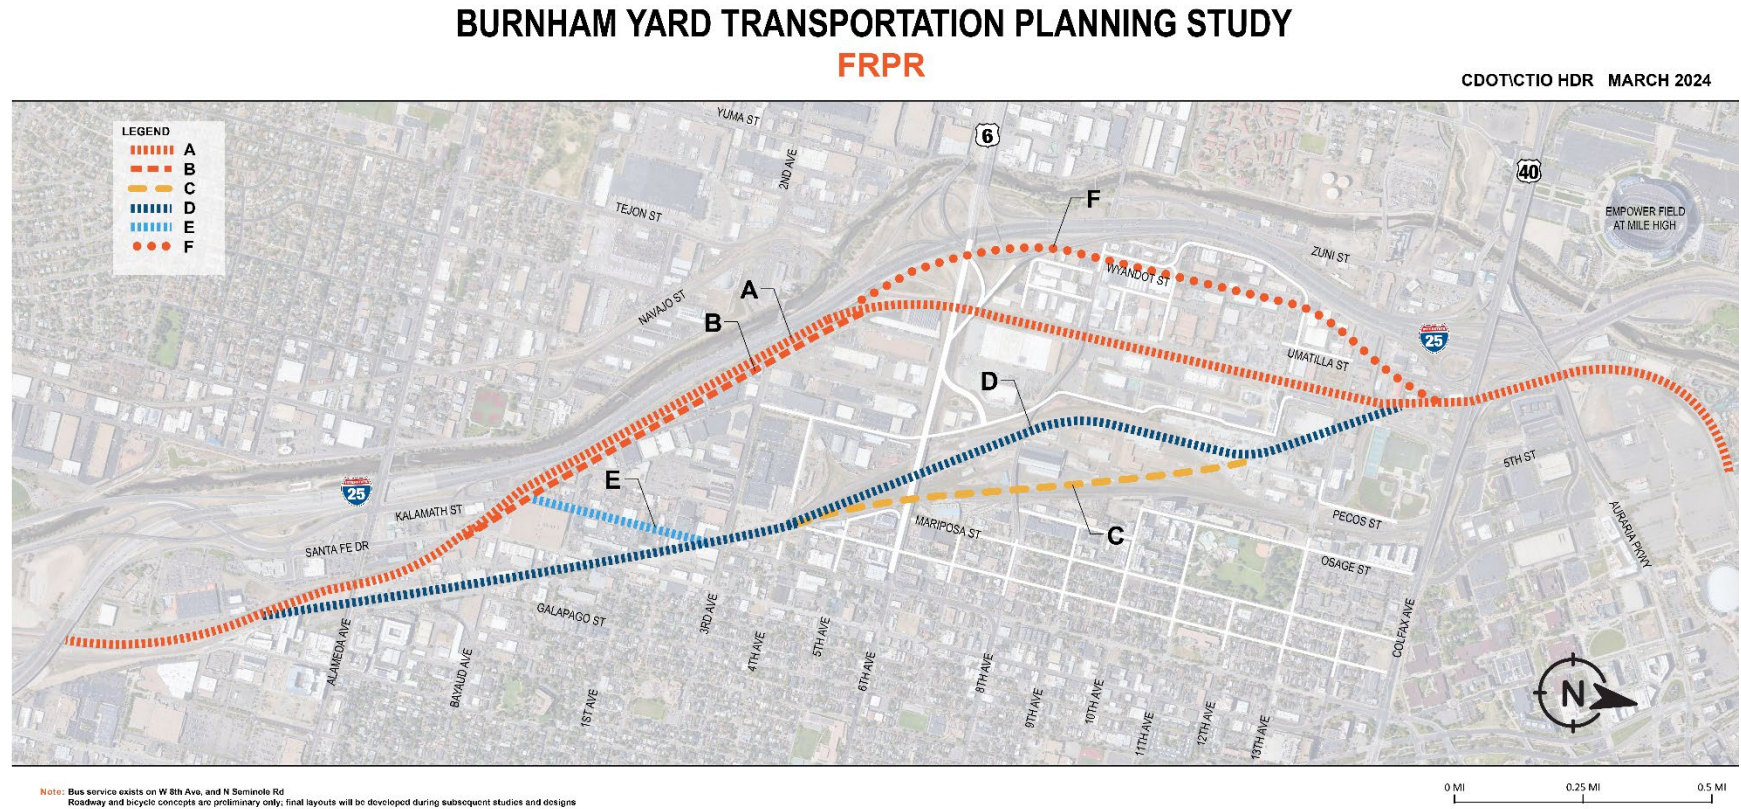 BURNHAM YARD TRANSPORTATION PLANNING STUDY
FRPR
CDOT\CTIO HDR MARCH 2024
LEGEND
A
B
C
D
E
F
YUMA ST
2ND AVE
6
40
TEJON ST
F
EMPOWER FIELD
AT MILE HIGH
ZUNI ST
WYANDOT ST
NAVAJO ST
A
B
25
UMATILLA ST
D
5TH ST
E
25
KALAMATH ST
MARIPOSA ST
C
PECOS ST
AURARIA PKWY
SANTA FE DR
OSAGE ST
GALAPAGO ST
3RD AVE
ALAMEDA AVE
BAYAUD AVE
1ST AVE
4TH AVE
5TH AVE
6TH AVE
8TH AVE
9TH AVE
10TH AVE
11TH AVE
12TH AVE
13TH AVE
COLFAX AVE
N
Note: Bus service exists on W 8th Ave, and N Seminole Rd
Roadway and bicycle concepts are preliminary only; final layouts will be developed during subsequent studies and designs
0 MI 0.25 MI 0.5 MI